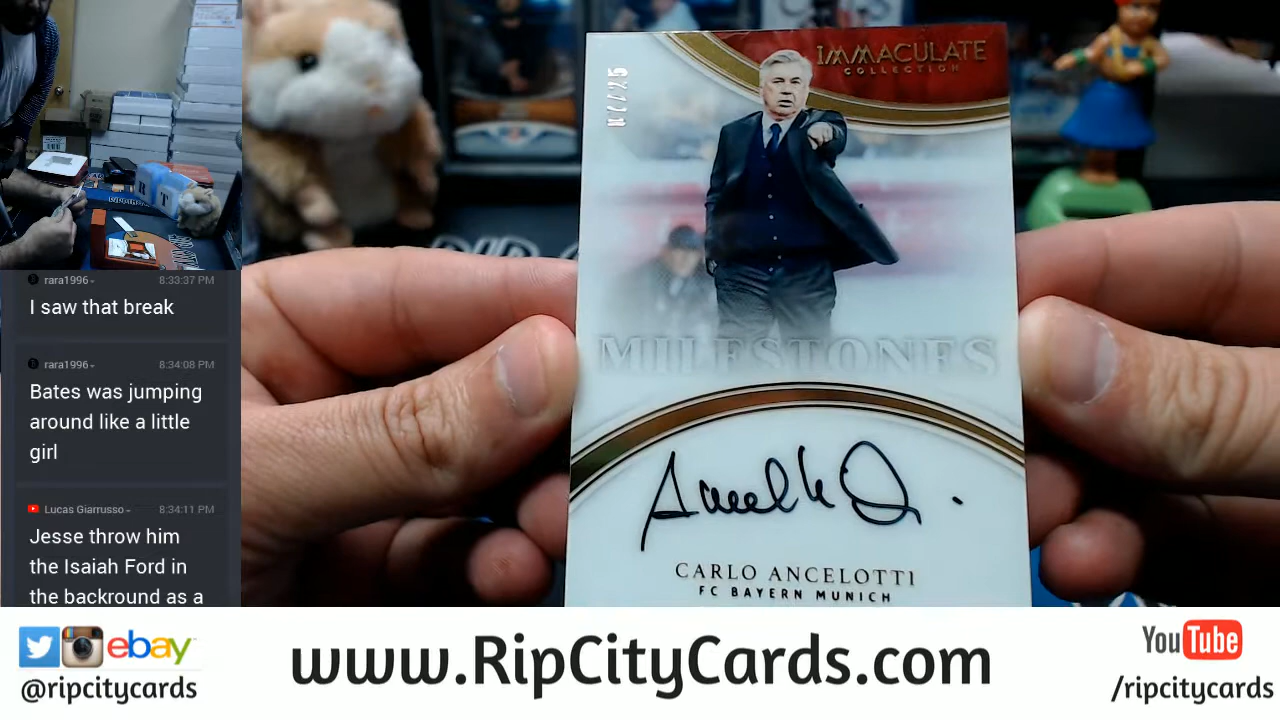 rara1996
8:33:37 PM
I saw that break
rara1996
8:34:08 PM
Bates was jumping
around like a little
girl
Lucas Giarrusso
8:34:11 PM
Jesse throw him
the Isaiah Ford in
the backround as a
IMMACULATE
COLLECTION
MILESTONES
CARLO ANCELOTTI
FC BAYERN MUNICH
ebay
@ripcitycards
www.RipCityCards.com
YouTube
/ripcitycards